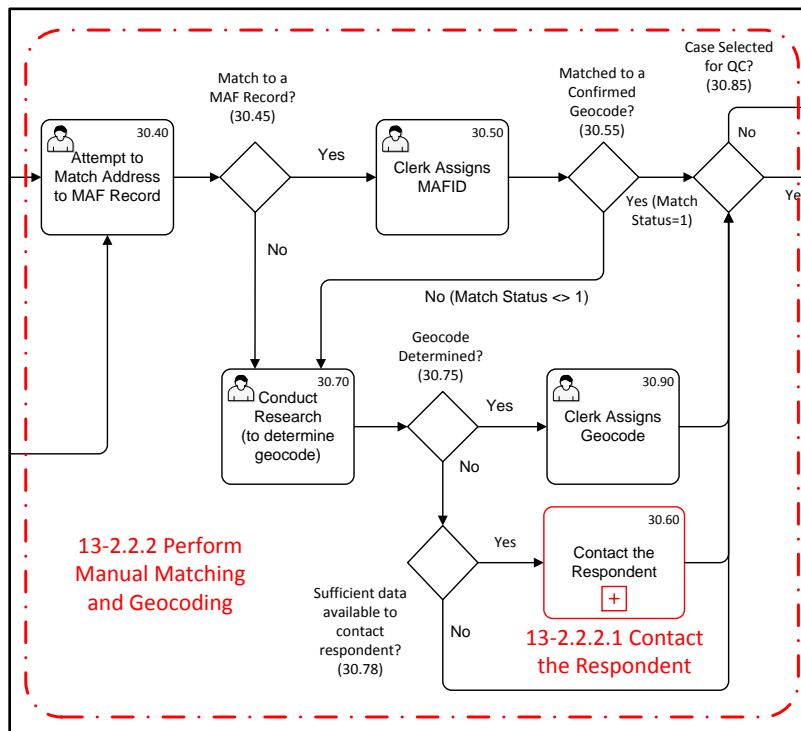 Case Selected
for QC?
(30.85)
Match to a
MAF Record?
(30.45)
Matched to a
Confirmed
Geocode?
(30.55)
30.40
Attempt to
Match Address
to MAF Record
Yes
30.50
Clerk Assigns
MAFID
No
Yes (Match
Status=1)
Yes
No
No (Match Status <> 1)
Geocode
Determined?
(30.75)
30.70
Conduct
Research
(to determine
geocode)
Yes
30.90
Clerk Assigns
Geocode
No
13-2.2.2 Perform
Manual Matching
and Geocoding
Yes
30.60
Contact the
Respondent
+
Sufficient data
available to
contact
respondent?
(30.78)
No
13-2.2.2.1 Contact
the Respondent